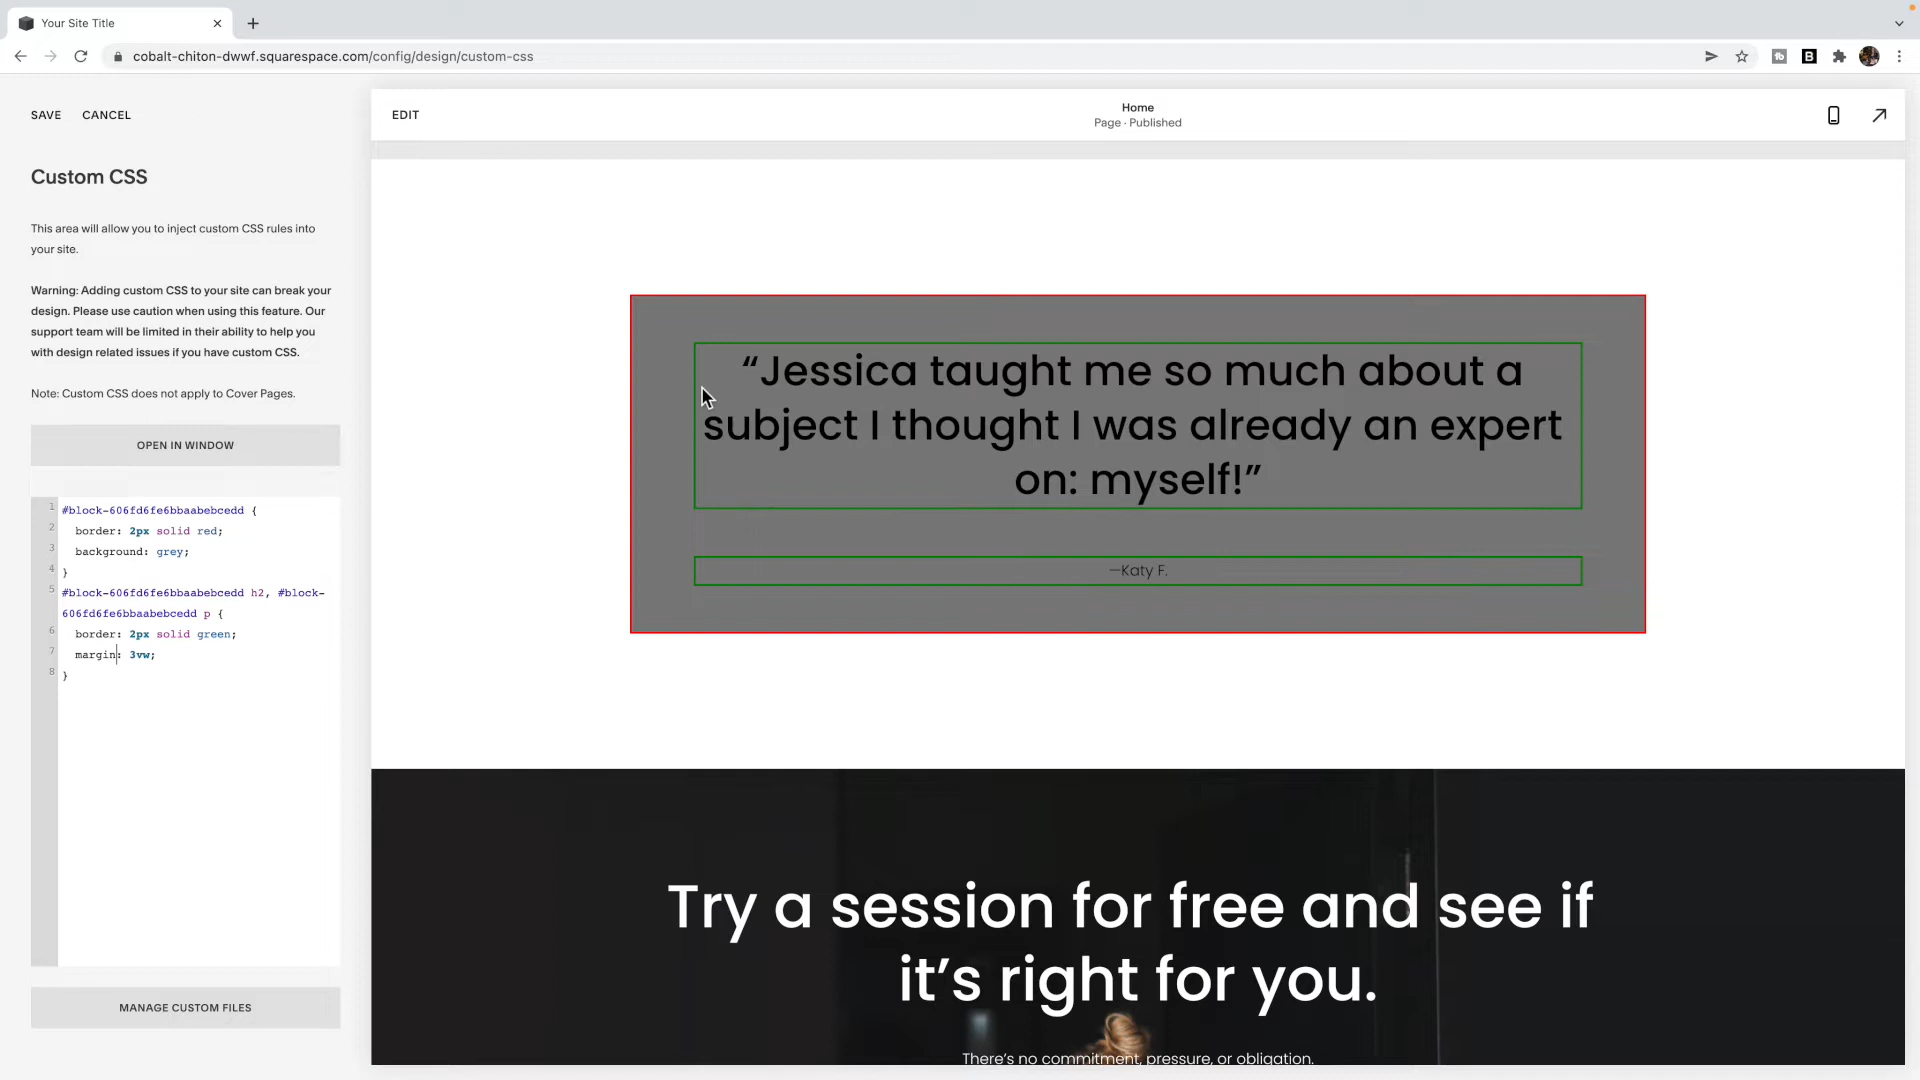 Your Site Title
cobalt-chiton-dwwf.squarespace.com/config/design/custom-css
SAVE CANCEL
EDIT
Home
Page · Published
Custom CSS
This area will allow you to inject custom CSS rules into
your site.
Warning: Adding custom CSS to your site can break your
design. Please use caution when using this feature. Our
support team will be limited in their ability to help you
with design related issues if you have custom CSS.
Note: Custom CSS does not apply to Cover Pages.
OPEN IN WINDOW
1 #block-606fd6fe6bbaabebcedd {
2 border: 2px solid red;
3 background: grey;
4 }
5 #block-606fd6fe6bbaabebcedd h2, #block-
606fd6fe6bbaabebcedd p {
6 border: 2px solid green;
7 margin: 3vw;
8 }
MANAGE CUSTOM FILES
“Jessica taught me so much about a
subject I thought I was already an expert
on: myself!”
—Katy F.
Try a session for free and see if
it’s right for you.
There’s no commitment, pressure, or obligation.